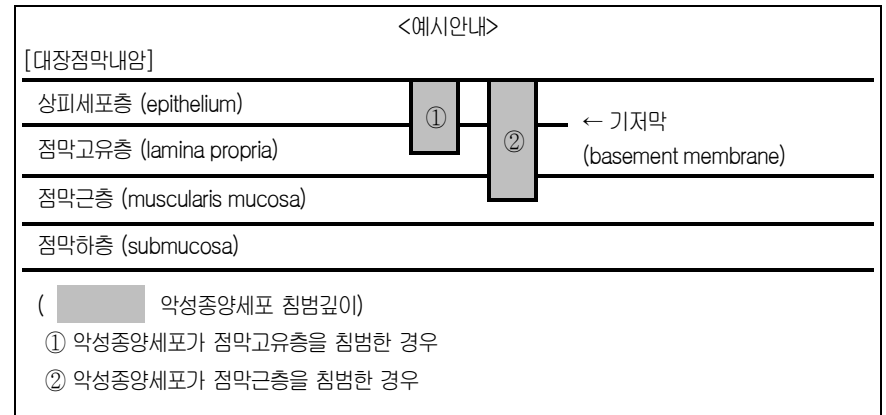 <예시안내>
[대장점막내암]
상피세포층 (epithelium)
①
②
← 기저막
(basement membrane)
점막고유층 (lamina propria)
점막근층 (muscularis mucosa)
점막하층 (submucosa)
( 악성종양세포 침범깊이)
① 악성종양세포가 점막고유층을 침범한 경우
② 악성종양세포가 점막근층을 침범한 경우